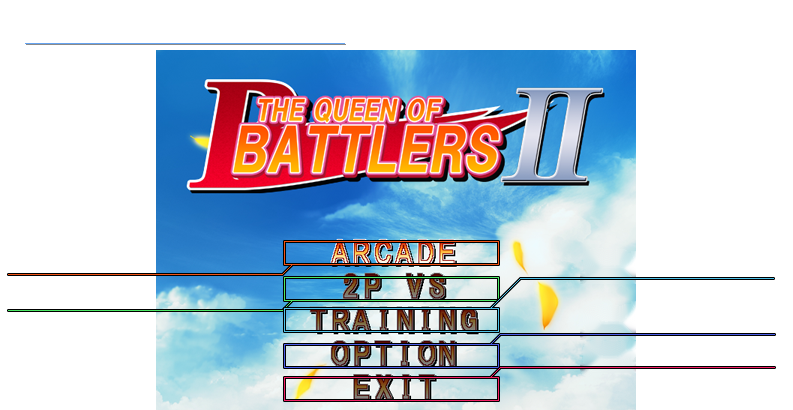 THE QUEEN OF
BATTLERS II
ARCADE
2P VS
TRAINING
OPTION
EXIT